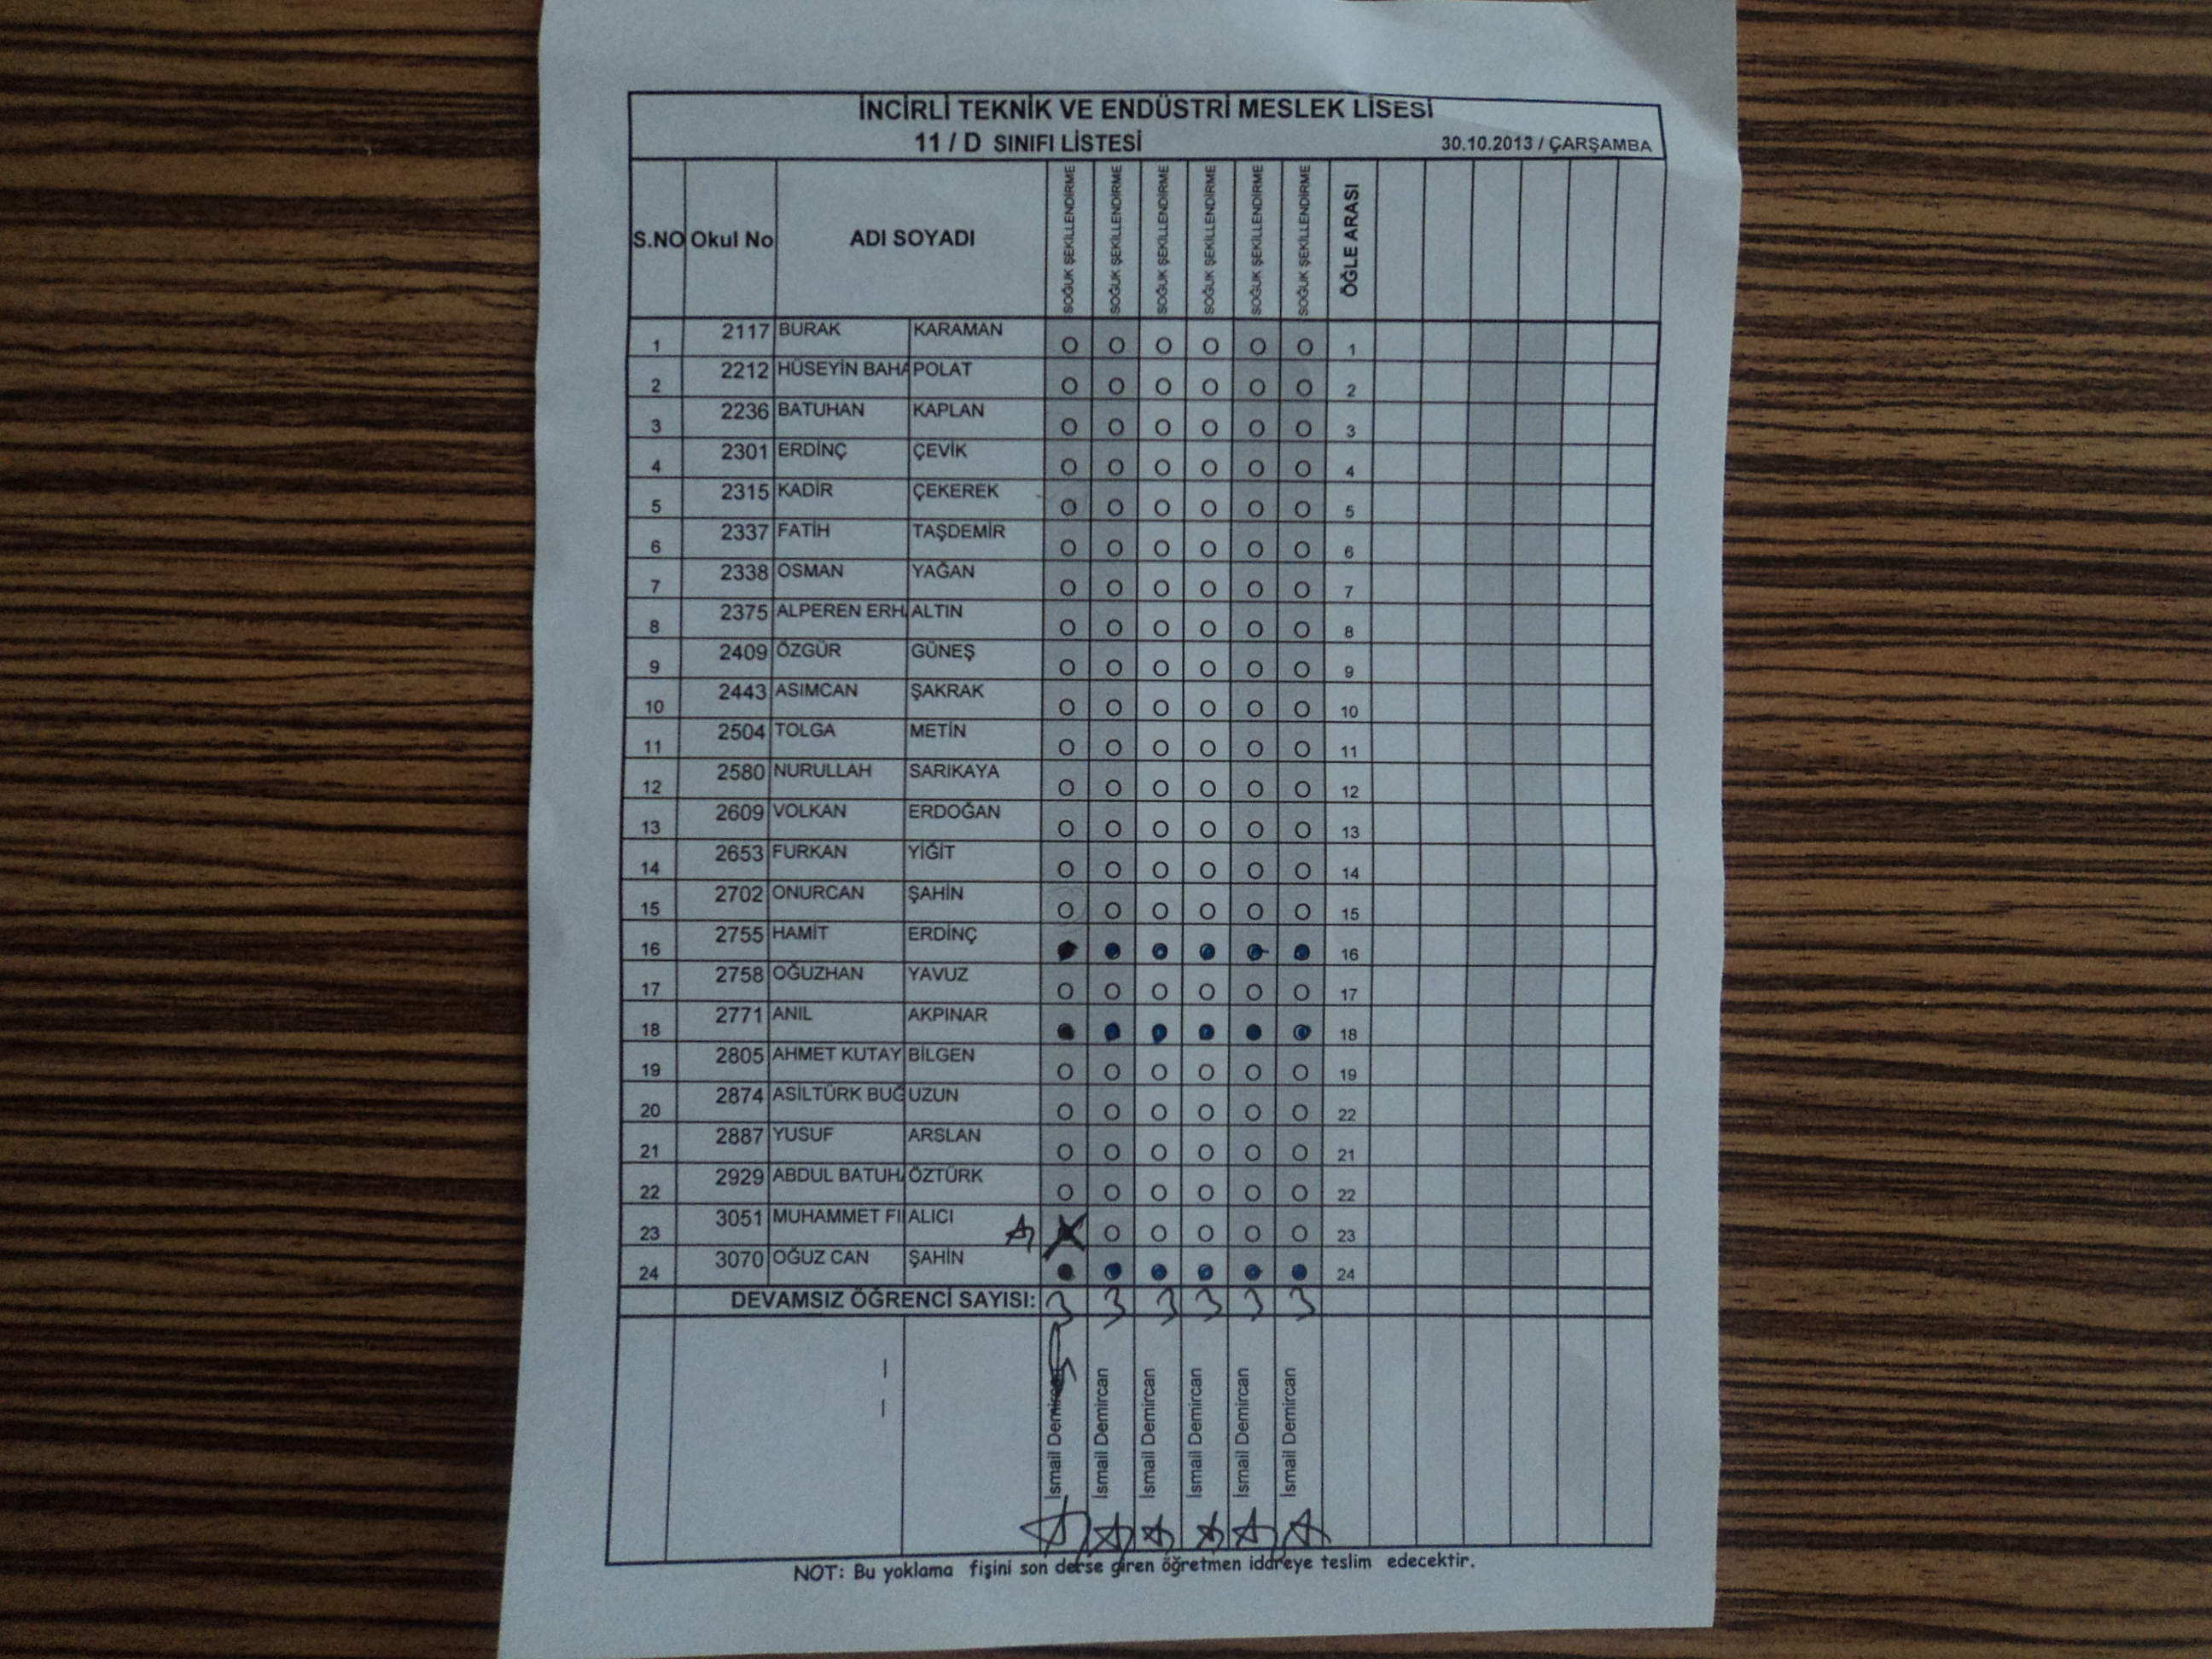 İNCİRLİ TEKNİK VE ENDÜSTRİ MESLEK LİSESİ
11 / D SINIFI LİSTESİ 30.10.2013 / ÇARŞAMBA
S.NO Okul No ADI SOYADI SOĞUK ŞEKİLLENDİRME SOĞUK ŞEKİLLENDİRME SOĞUK ŞEKİLLENDİRME SOĞUK ŞEKİLLENDİRME SOĞUK ŞEKİLLENDİRME SOĞUK ŞEKİLLENDİRME ÖĞLE ARASI
1 2117 BURAK KARAMAN O O O O O O 1
2 2212 HÜSEYİN BAHA POLAT O O O O O O 2
3 2236 BATUHAN KAPLAN O O O O O O 3
4 2301 ERDİNÇ ÇEVİK O O O O O O 4
5 2315 KADİR ÇEKEREK O O O O O O 5
6 2337 FATİH TAŞDEMİR O O O O O O 6
7 2338 OSMAN YAĞAN O O O O O O 7
8 2375 ALPEREN ERHA ALTIN O O O O O O 8
9 2409 ÖZGÜR GÜNEŞ O O O O O O 9
10 2443 ASIMCAN ŞAKRAK O O O O O O 10
11 2504 TOLGA METİN O O O O O O 11
12 2580 NURULLAH SARIKAYA O O O O O O 12
13 2609 VOLKAN ERDOĞAN O O O O O O 13
14 2653 FURKAN YİĞİT O O O O O O 14
15 2702 ONURCAN ŞAHİN O O O O O O 15
16 2755 HAMİT ERDİNÇ 16
17 2758 OĞUZHAN YAVUZ O O O O O O 17
18 2771 ANIL AKPINAR 18
19 2805 AHMET KUTAY BİLGEN O O O O O O 19
20 2874 ASİLTÜRK BUĞ UZUN O O O O O O 22
21 2887 YUSUF ARSLAN O O O O O O 21
22 2929 ABDUL BATUHA ÖZTÜRK O O O O O O 22
23 3051 MUHAMMET FI ALICI O O O O O 23
24 3070 OĞUZ CAN ŞAHİN 24
DEVAMSIZ ÖĞRENCİ SAYISI: 3 3 3 3 3 3
İsmail Demircan İsmail Demircan İsmail Demircan İsmail Demircan İsmail Demircan İsmail Demircan
NOT: Bu yoklama fişini son derse giren öğretmen idareye teslim edecektir.